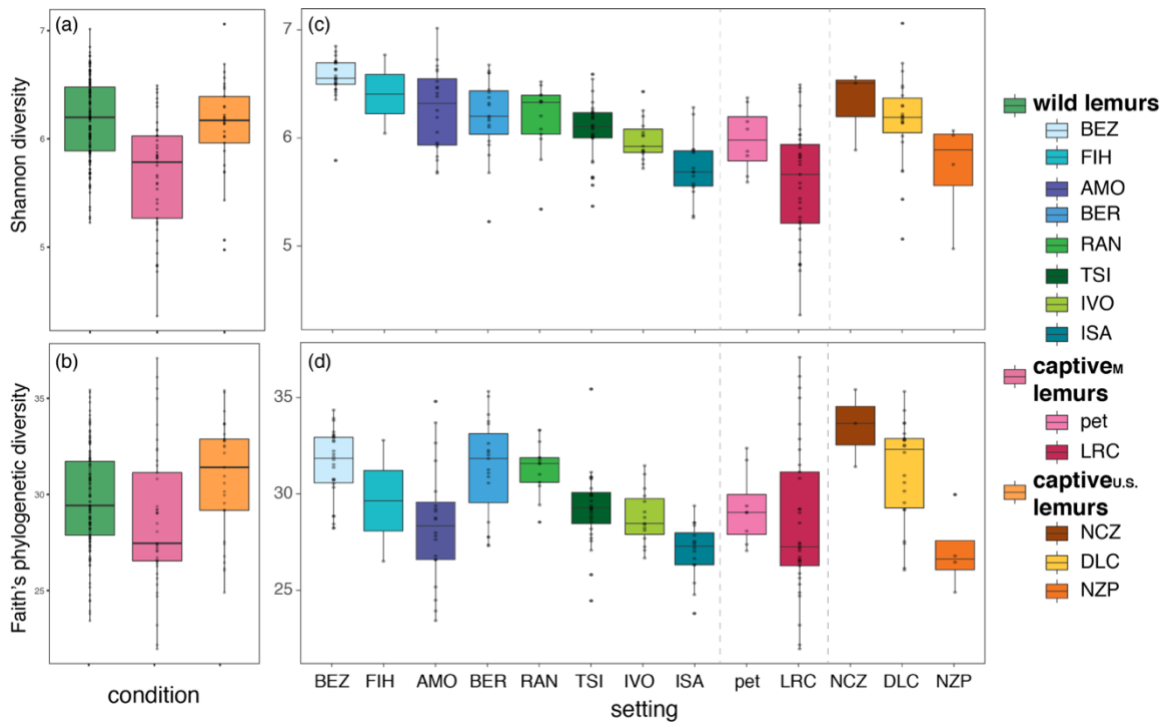 (a)
7
6
5
Shannon diversity
(b)
35
30
25
Faith's phylogenetic diversity
condition
(c)
7
6
5
(d)
35
30
25
BEZ FIH AMO BER RAN TSI IVO ISA pet LRC NCZ DLC NZP
setting
wild lemurs
BEZ
FIH
AMO
BER
RAN
TSI
IVO
ISA
captiveM
lemurs
pet
LRC
captiveU.S.
lemurs
NCZ
DLC
NZP